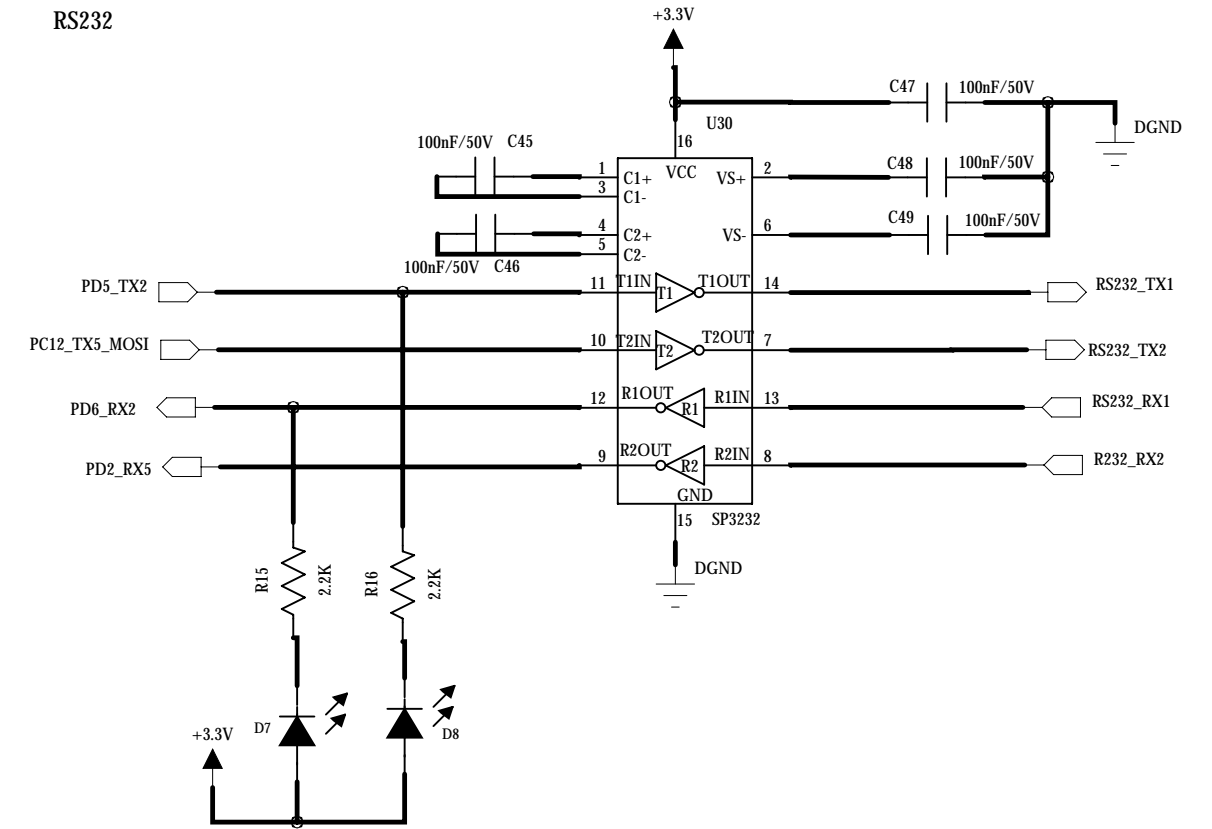 RS232
+3.3V
C47 100nF/50V
DGND
U30
16
100nF/50V C45
1 C1+ VCC VS+ 2 C48 100nF/50V
3 C1-
4 C2+ VS- 6 C49 100nF/50V
5 C2-
100nF/50V C46
PD5_TX2 11 T1IN T1 T1OUT 14 RS232_TX1
PC12_TX5_MOSI 10 T2IN T2 T2OUT 7 RS232_TX2
PD6_RX2 12 R1OUT R1 R1IN 13 RS232_RX1
PD2_RX5 9 R2OUT R2 R2IN 8 R232_RX2
GND
15 SP3232
DGND
R15 2.2K R16 2.2K
+3.3V D7 D8